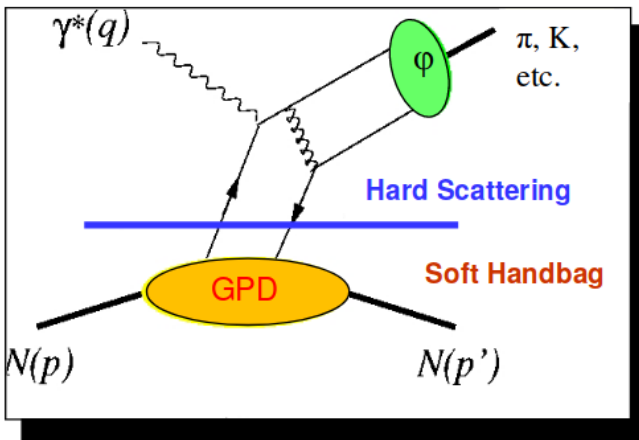 γ*(q)
φ
π, K,
etc.
Hard Scattering
Soft Handbag
GPD
N(p)
N(p’)